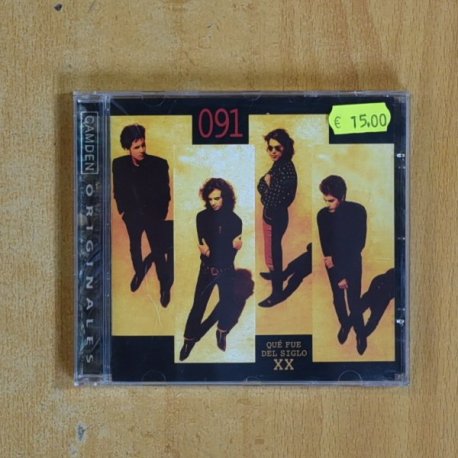 091
€ 15,00
CAMDEN
ORIGINALES
QUÉ FUE
DEL SIGLO
XX